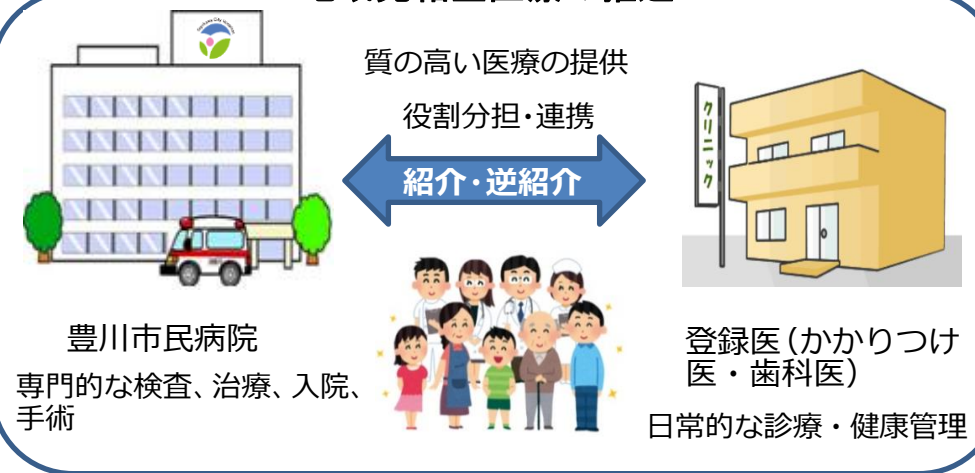 質の高い医療の提供
役割分担・連携
紹介・逆紹介
クリニック
豊川市民病院
専門的な検査、治療、入院、
手術
登録医（かかりつけ
医・歯科医）
日常的な診療・健康管理